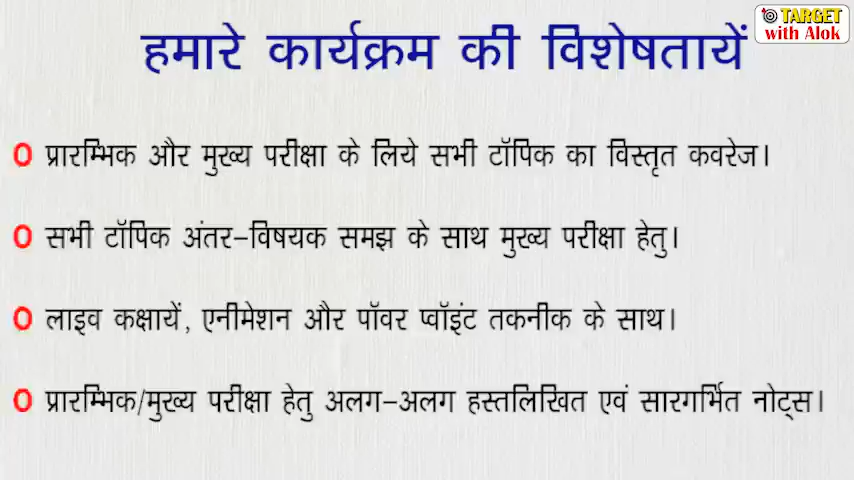 TARGET
with Alok
हमारे कार्यक्रम की विशेषतायें
प्रारम्भिक और मुख्य परीक्षा के लिये सभी टॉपिक का विस्तृत कवरेज।
सभी टॉपिक अंतर-विषयक समझ के साथ मुख्य परीक्षा हेतु।
लाइव कक्षायें, एनीमेशन और पॉवर प्वॉइंट तकनीक के साथ।
प्रारम्भिक/मुख्य परीक्षा हेतु अलग-अलग हस्तलिखित एवं सारगर्भित नोट्स।